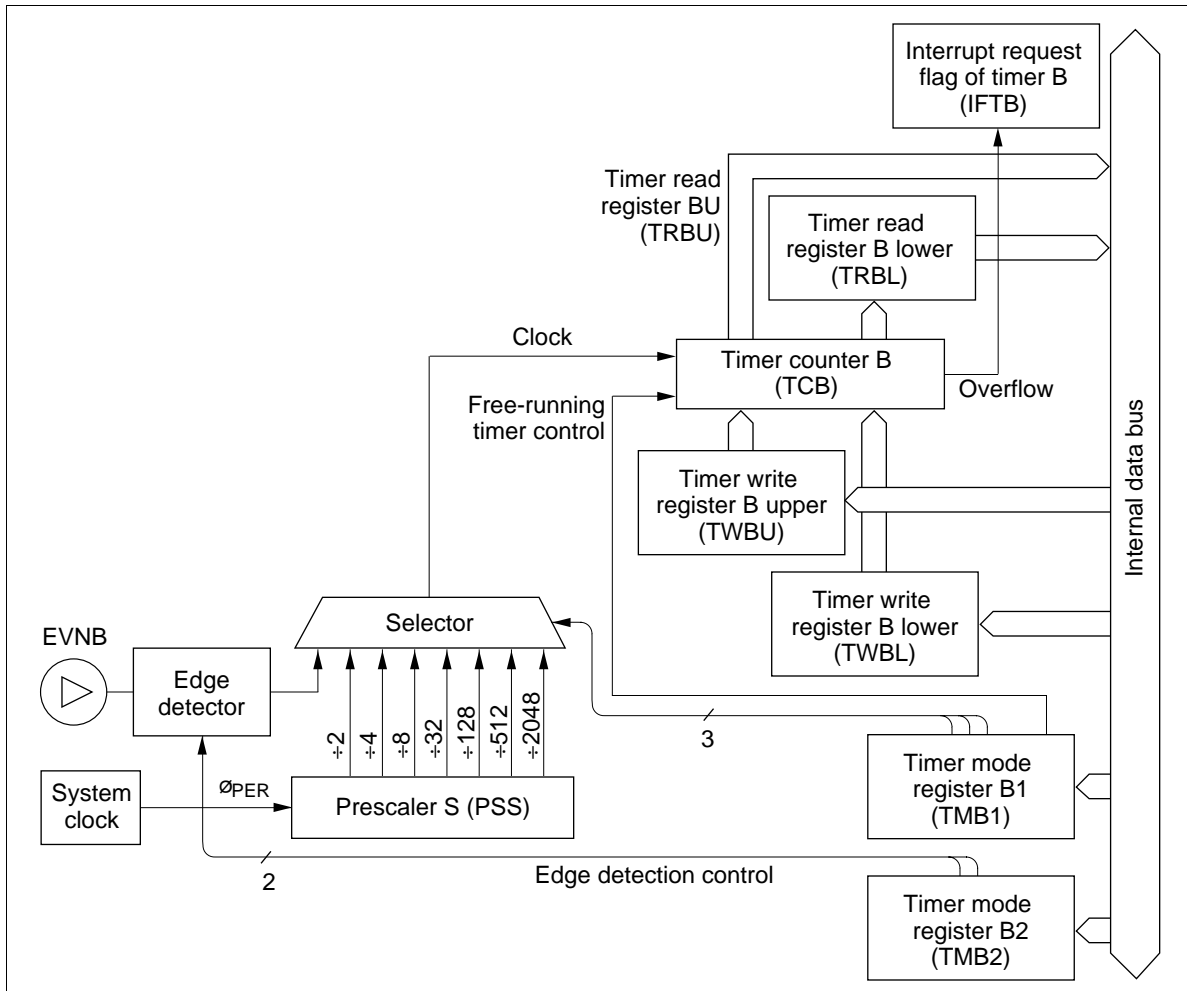 Interrupt request
flag of timer B
(IFTB)
Timer read
register BU
(TRBU)
Timer read
register B lower
(TRBL)
Clock
Timer counter B
(TCB)
Overflow
Free-running
timer control
Timer write
register B upper
(TWBU)
Internal data bus
Timer write
register B lower
(TWBL)
Selector
EVNB
Edge
detector
÷2
÷4
÷8
÷32
÷128
÷512
÷2048
3
System
clock
øPER
Prescaler S (PSS)
Timer mode
register B1
(TMB1)
2
Edge detection control
Timer mode
register B2
(TMB2)